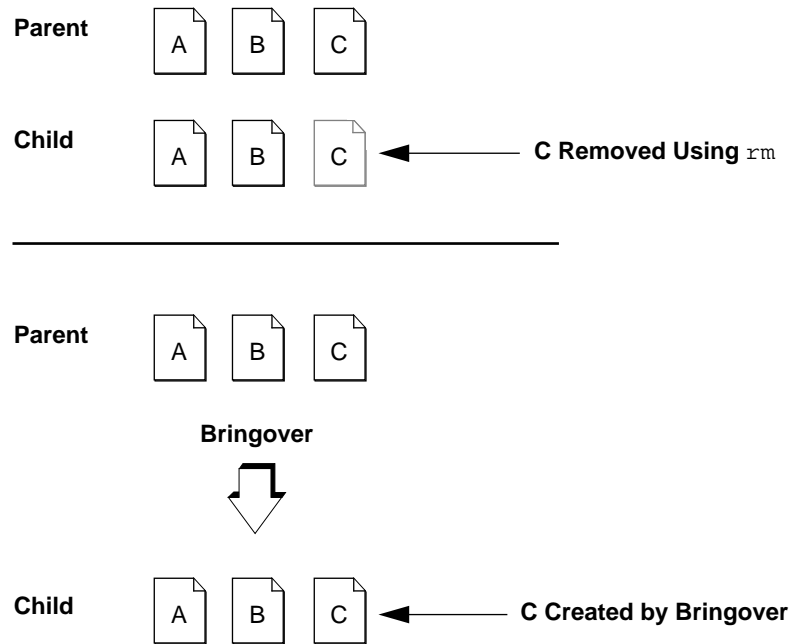 Parent
A B C
Child
A B C
C Removed Using rm
Parent
A B C
Bringover
Child
A B C
C Created by Bringover